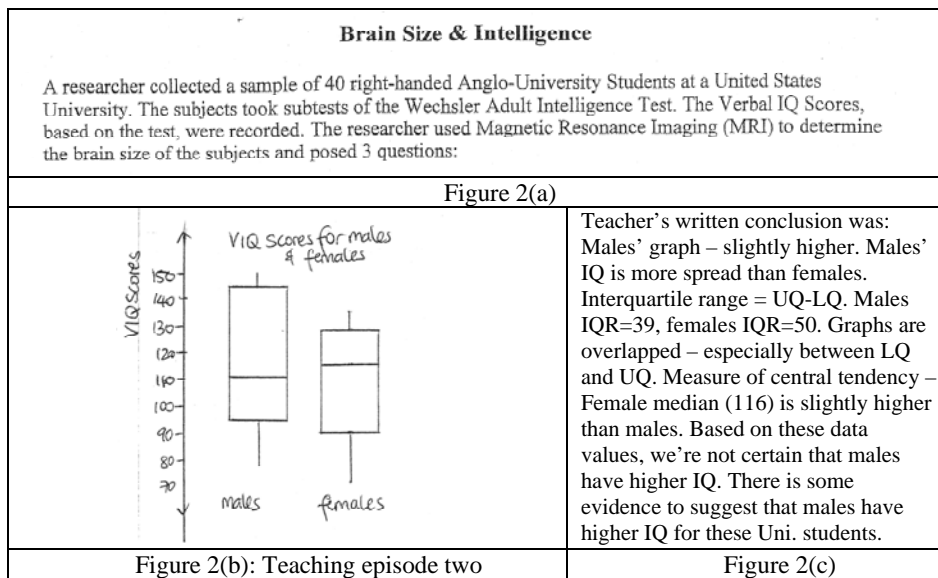 Brain Size & Intelligence
A researcher collected a sample of 40 right-handed Anglo-University Students at a United States
University. The subjects took subtests of the Wechsler Adult Intelligence Test. The Verbal IQ Scores,
based on the test, were recorded. The researcher used Magnetic Resonance Imaging (MRI) to determine
the brain size of the subjects and posed 3 questions:
Figure 2(a)
VIQ scores for males
& females
VIQ Scores
150
140
130
120
110
100
90
80
70
males
females
Teacher's written conclusion was:
Males' graph – slightly higher. Males'
IQ is more spread than females.
Interquartile range = UQ-LQ. Males
IQR=39, females IQR=50. Graphs are
overlapped – especially between LQ
and UQ. Measure of central tendency –
Female median (116) is slightly higher
than males. Based on these data
values, we're not certain that males
have higher IQ. There is some
evidence to suggest that males have
higher IQ for these Uni. students.
Figure 2(b): Teaching episode two
Figure 2(c)